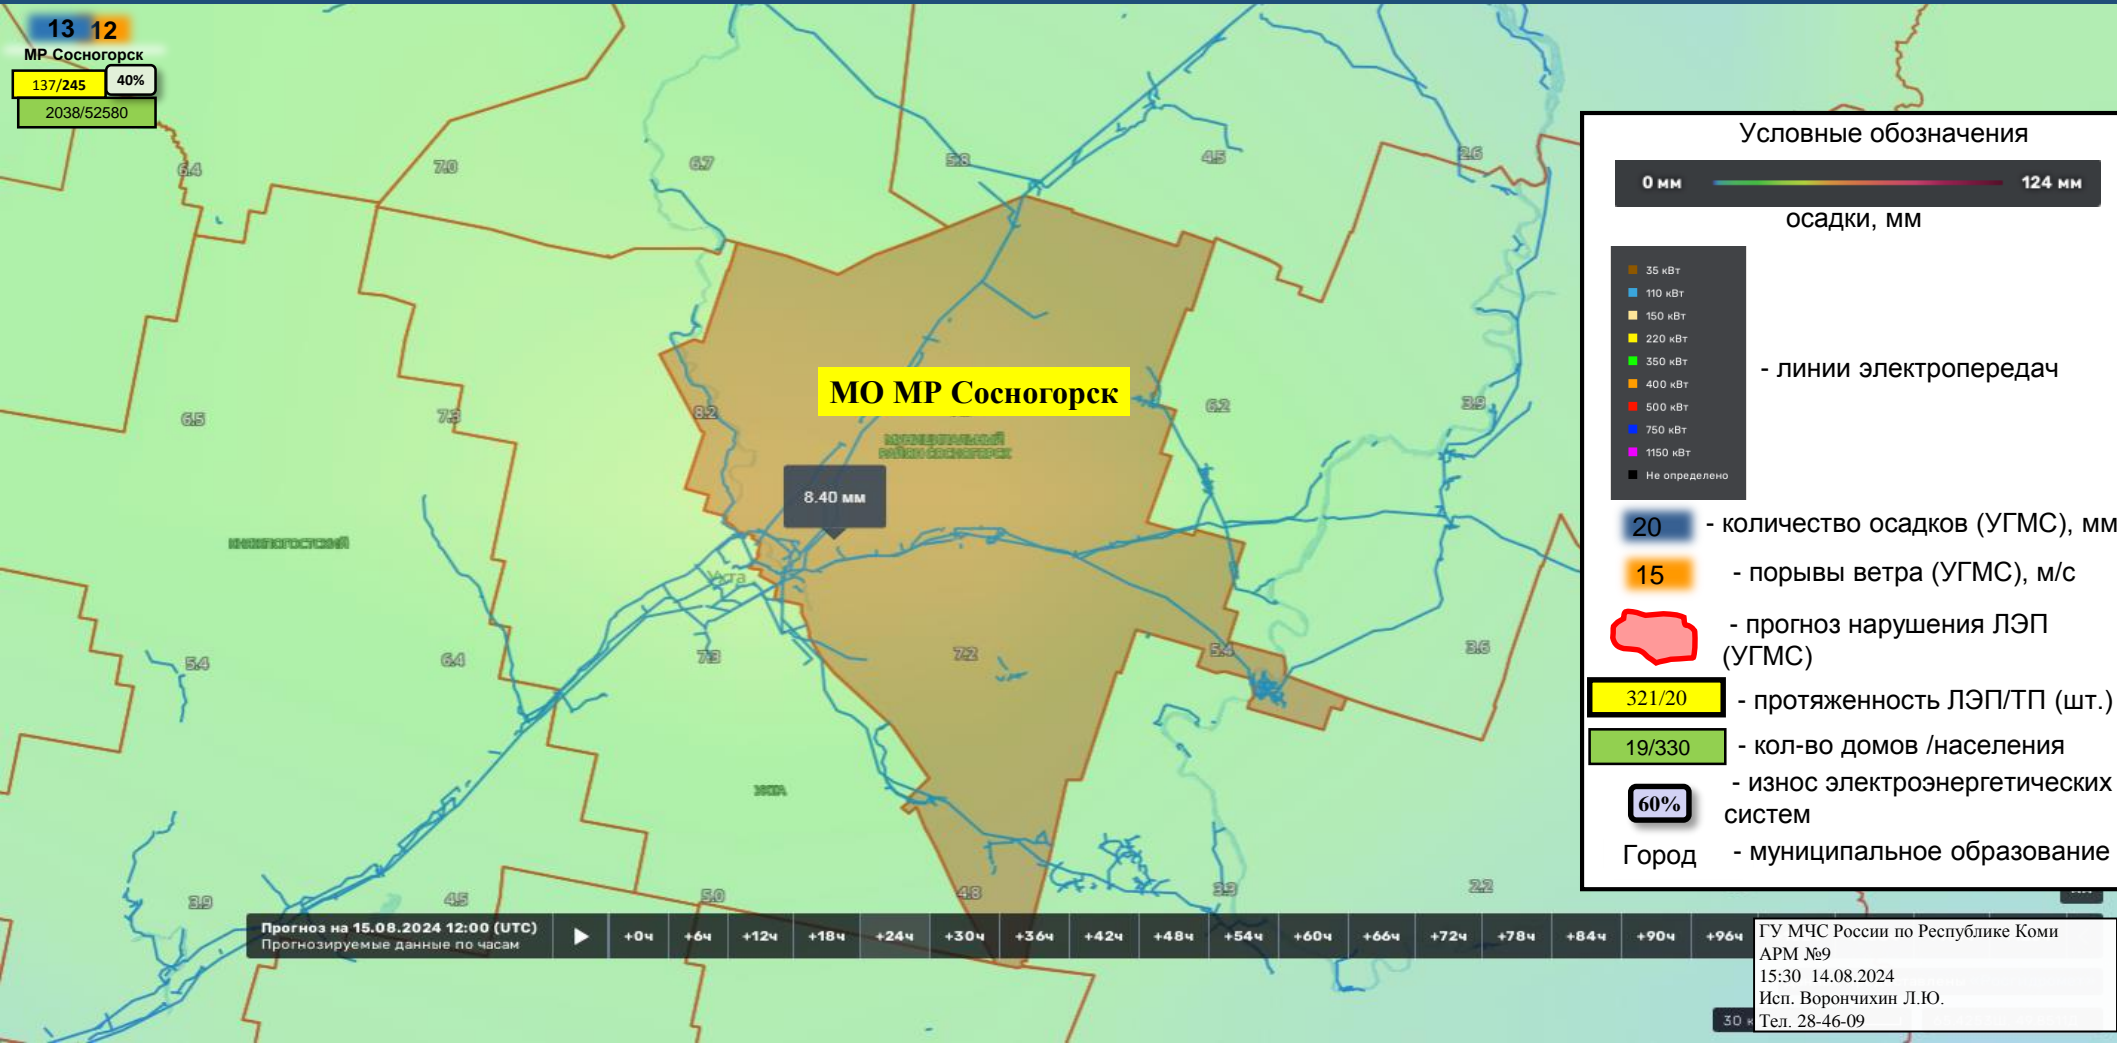 13 12
МР Сосногорск
137/245 40%
2038/52580
6.4
7.0
6.7
5.8
4.5
2.6
6.5
7.3
8.2
6.2
3.9
МО МР Сосногорск
МУНИЦИПАЛЬНЫЙ
РАЙОН СОСНОГОРСК
8.40 мм
КНЯЖПОГОСТСКИЙ
Ухта
5.4
6.4
7.3
7.2
5.4
3.6
УХТА
3.9
4.5
5.0
4.8
3.3
2.2
Прогноз на 15.08.2024 12:00 (UTC)
Прогнозируемые данные по часам
+0ч +6ч +12ч +18ч +24ч +30ч +36ч +42ч +48ч +54ч +60ч +66ч +72ч +78ч +84ч +90ч +96ч
30 к
Условные обозначения
0 мм 124 мм
осадки, мм
35 кВт
110 кВт
150 кВт
220 кВт
350 кВт
400 кВт
500 кВт
750 кВт
1150 кВт
Не определено
- линии электропередач
20 - количество осадков (УГМС), мм
15 - порывы ветра (УГМС), м/с
- прогноз нарушения ЛЭП
(УГМС)
321/20 - протяженность ЛЭП/ТП (шт.)
19/330 - кол-во домов /населения
60% - износ электроэнергетических
систем
Город - муниципальное образование
ГУ МЧС России по Республике Коми
АРМ №9
15:30 14.08.2024
Исп. Ворончихин Л.Ю.
Тел. 28-46-09